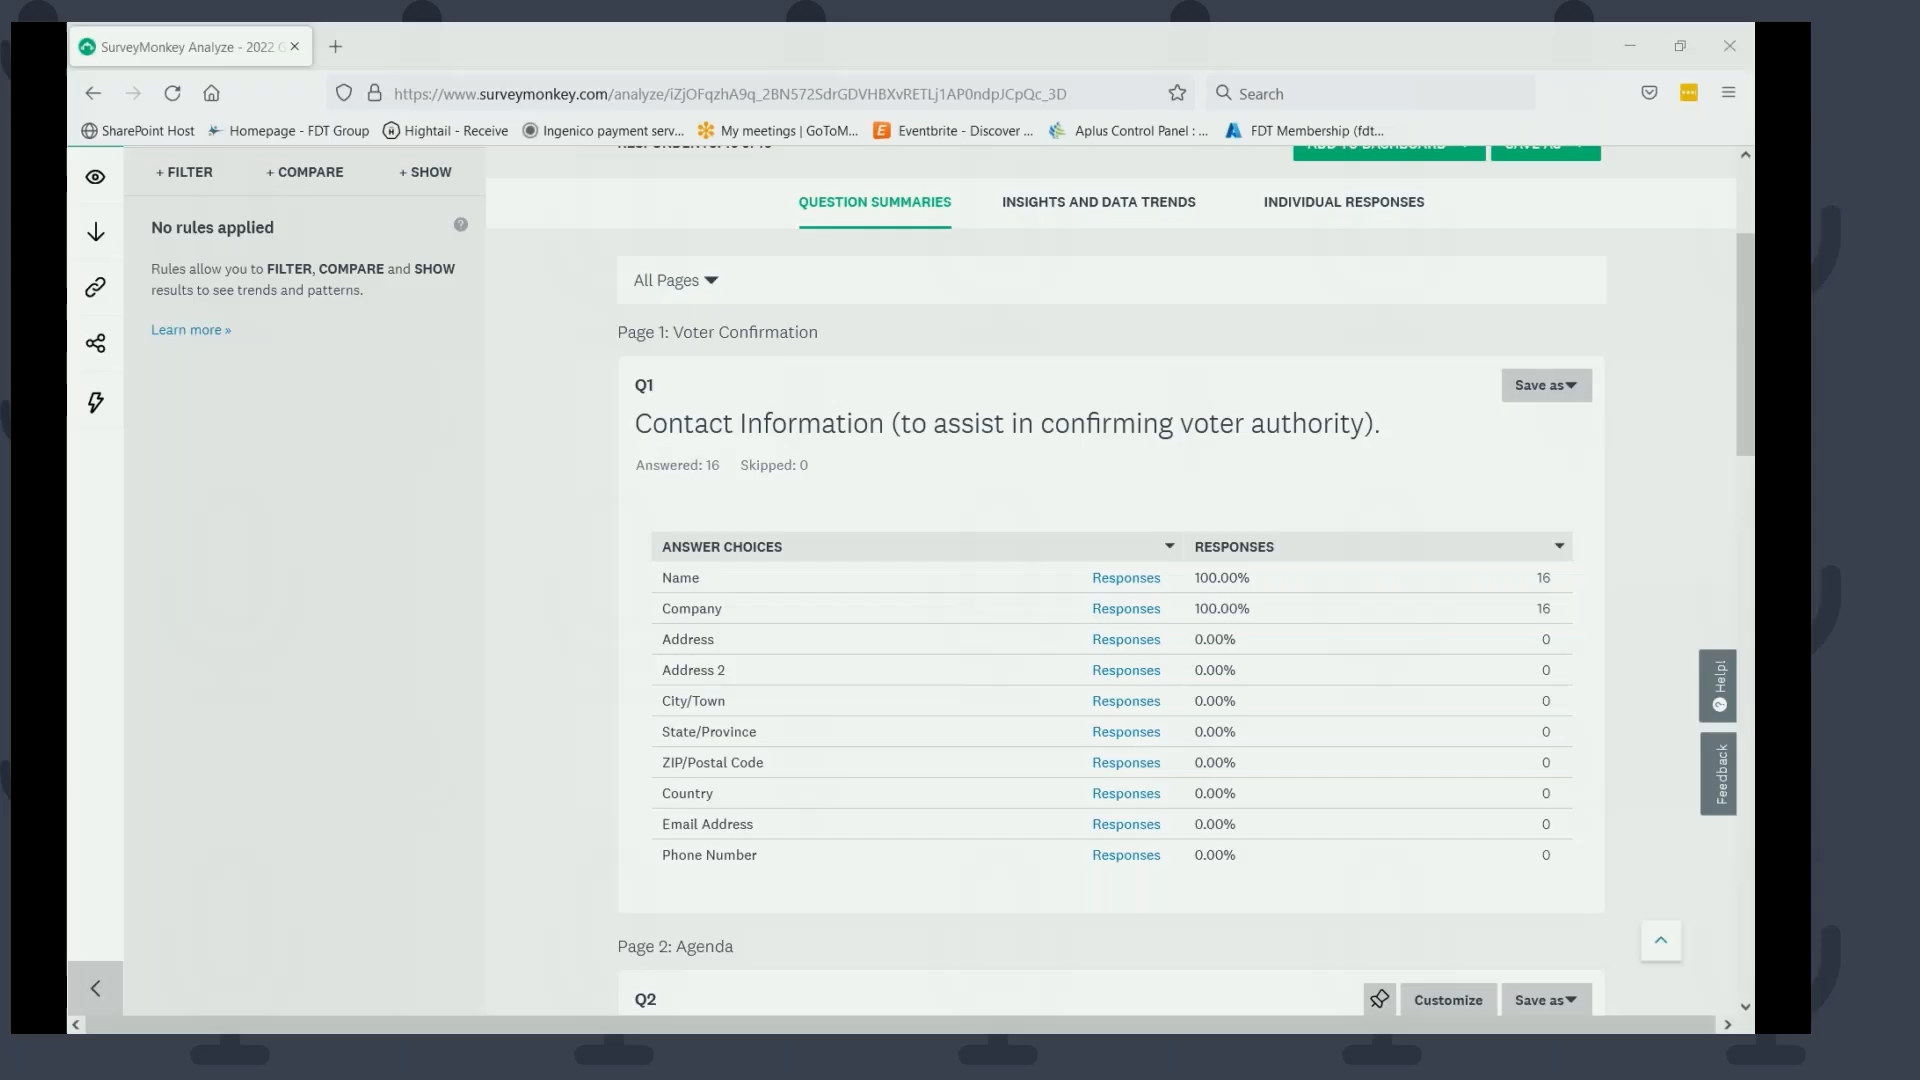 SurveyMonkey Analyze - 2022
https://www.surveymonkey.com/analyze/iZjOFqzhA9q_2BN572SdrGDVHBXvRETLj1AP0ndpJCpQc_3D
Search
SharePoint Host
Homepage - FDT Group
Hightail - Receive
Ingenico payment serv...
My meetings | GoToM...
Eventbrite - Discover ...
Aplus Control Panel : ...
FDT Membership (fdt...
ADD TO DASHBOARD
SAVE AS
+ FILTER
+ COMPARE
+ SHOW
QUESTION SUMMARIES
INSIGHTS AND DATA TRENDS
INDIVIDUAL RESPONSES
No rules applied
Rules allow you to FILTER, COMPARE and SHOW
results to see trends and patterns.
Learn more »
All Pages
Page 1: Voter Confirmation
Q1
Save as
Contact Information (to assist in confirming voter authority).
Answered: 16 Skipped: 0
ANSWER CHOICES RESPONSES
Name Responses 100.00% 16
Company Responses 100.00% 16
Address Responses 0.00% 0
Address 2 Responses 0.00% 0
City/Town Responses 0.00% 0
State/Province Responses 0.00% 0
ZIP/Postal Code Responses 0.00% 0
Country Responses 0.00% 0
Email Address Responses 0.00% 0
Phone Number Responses 0.00% 0
Help!
Feedback
Page 2: Agenda
Q2
Customize
Save as